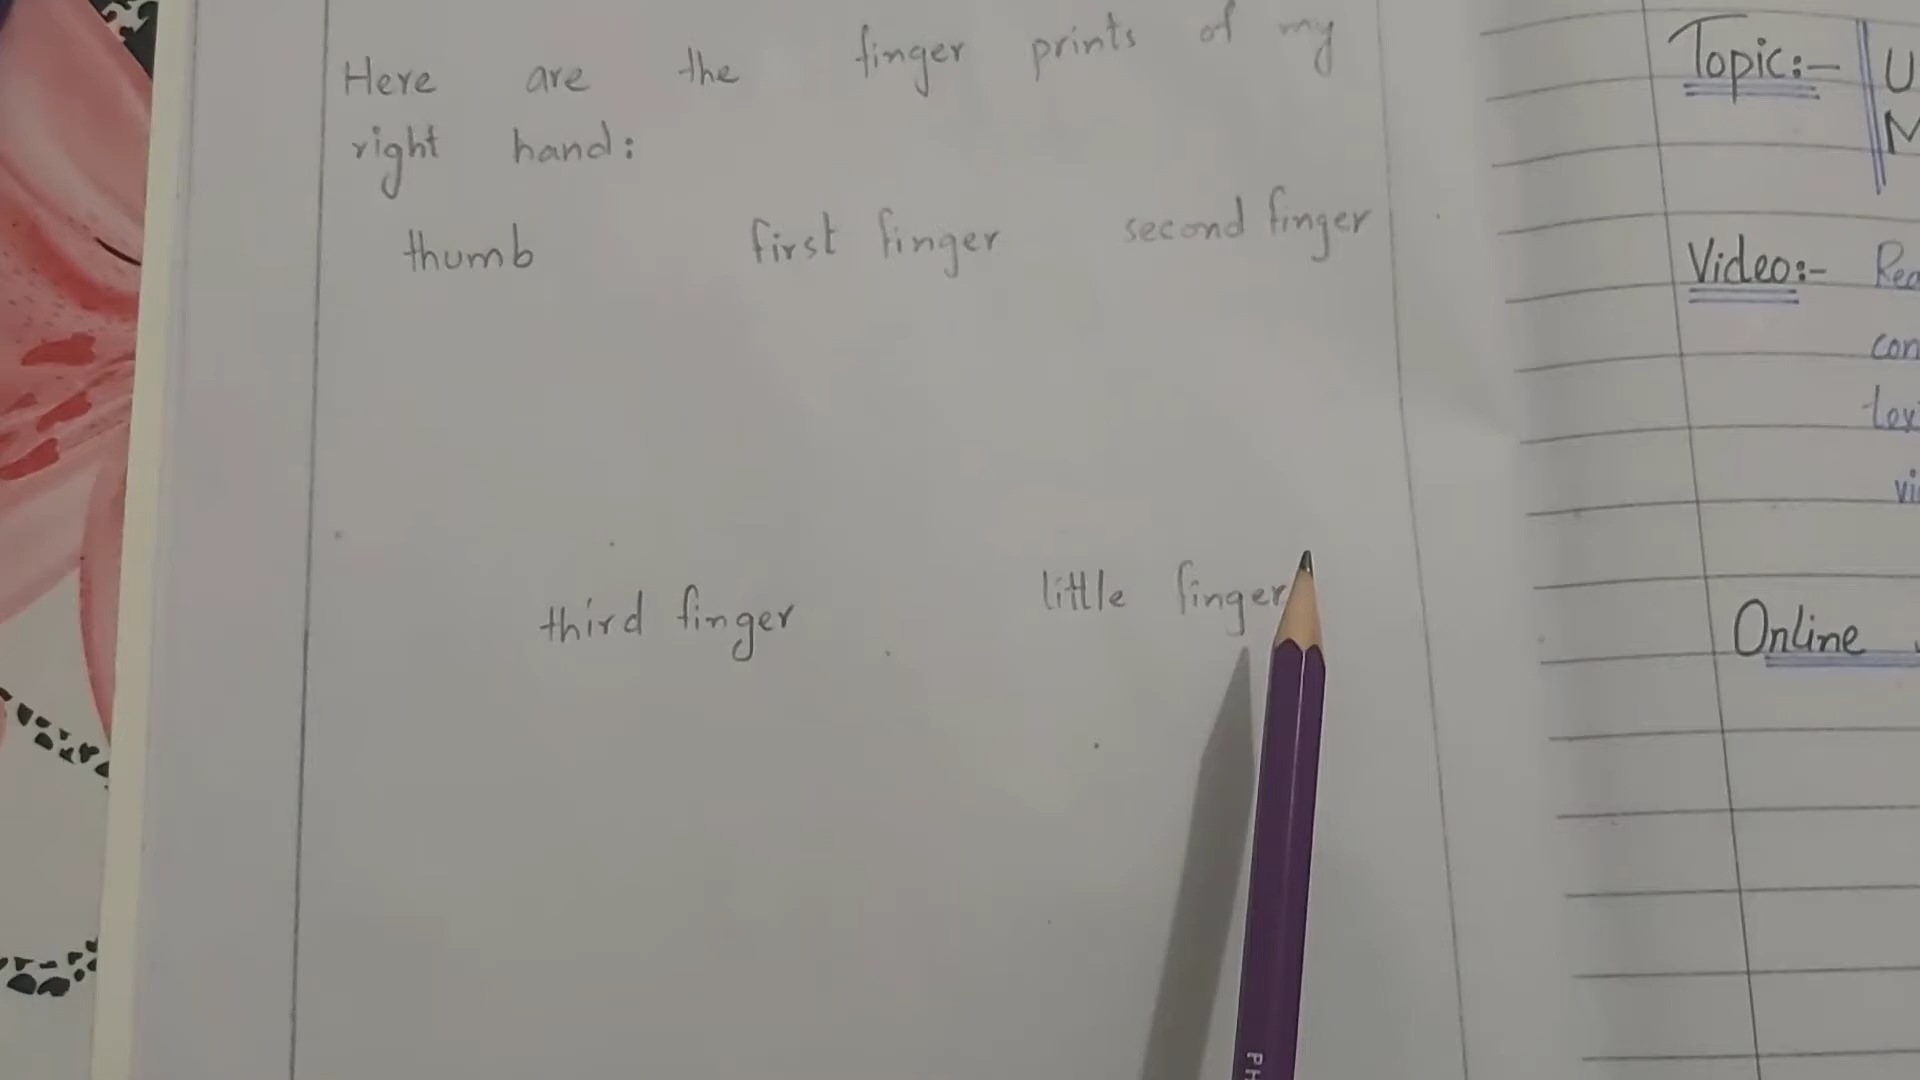 Here are the finger prints of my
right hand:
thumb first finger second finger
third finger little finger
Topic:-
Video:-
Online
PH